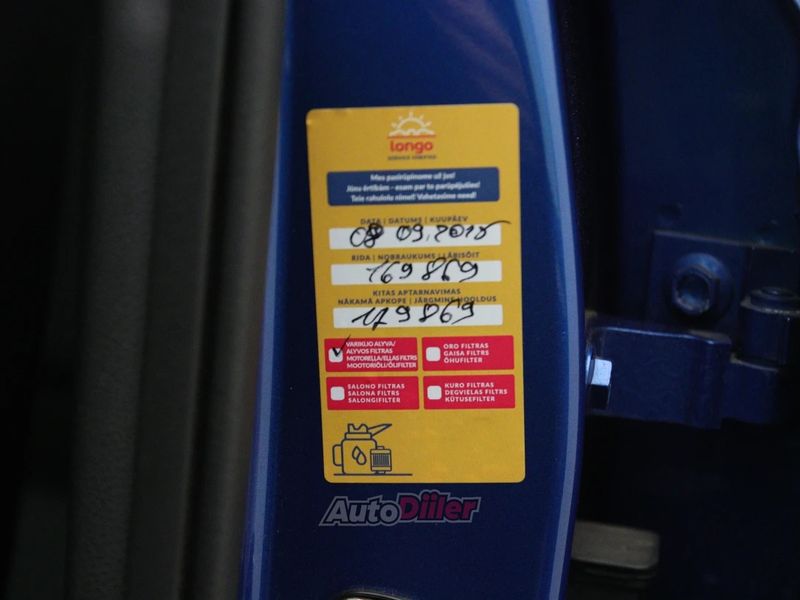 longo
SERVICE CENTRAS
Mes pasirūpinome už jus!
Jūsu ērtībām - esam par to parūpējušies!
Teie rahulolu nimel! Vahetasime need!
DATA | DATUMS | KUUPÄEV
09.2015
RIDA | NOBRAUKUMS | LÄBISÕIT
169869
KITAS APTARNAVIMAS
NĀKAMĀ APKOPE | JÄRGMINE HOOLDUS
179869
VARIKLIO ALYVA/
ALYVOS FILTRAS
MOTOREĻĻA/EĻĻAS FILTRS
MOOTORIÕLI/ÕLIFILTER
ORO FILTRAS
GAISA FILTRS
ÕHUFILTER
SALONO FILTRAS
SALONA FILTRS
SALONGIFILTER
KURO FILTRAS
DEGVIELAS FILTRS
KÜTUSEFILTER
AutoDiiler